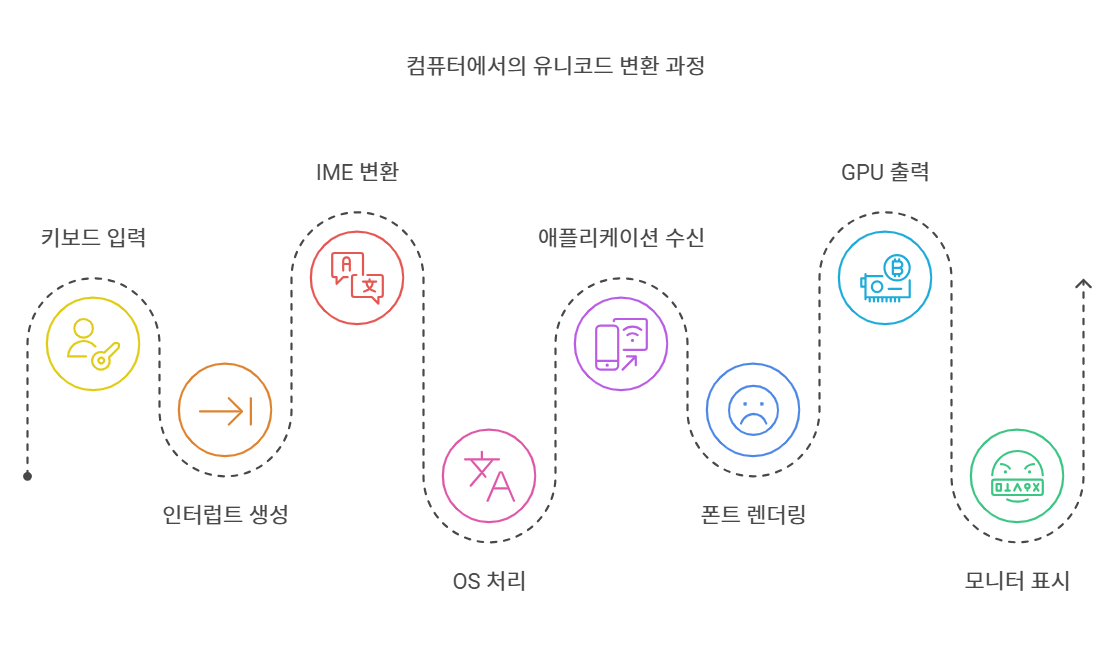 컴퓨터에서의 유니코드 변환 과정
키보드 입력
인터럽트 생성
IME 변환
OS 처리
애플리케이션 수신
폰트 렌더링
GPU 출력
모니터 표시